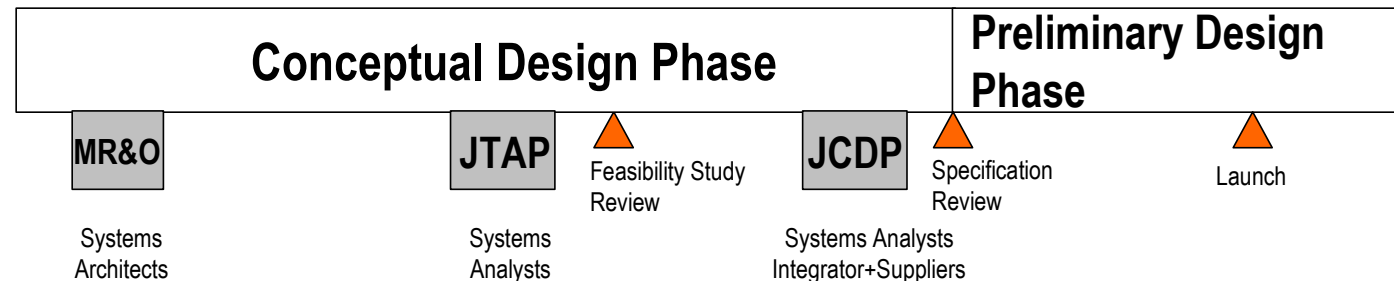 Conceptual Design Phase
Preliminary Design
Phase
MR&O
JTAP
Feasibility Study
Review
JCDP
Specification
Review
Launch
Systems
Architects
Systems
Analysts
Systems Analysts
Integrator+Suppliers